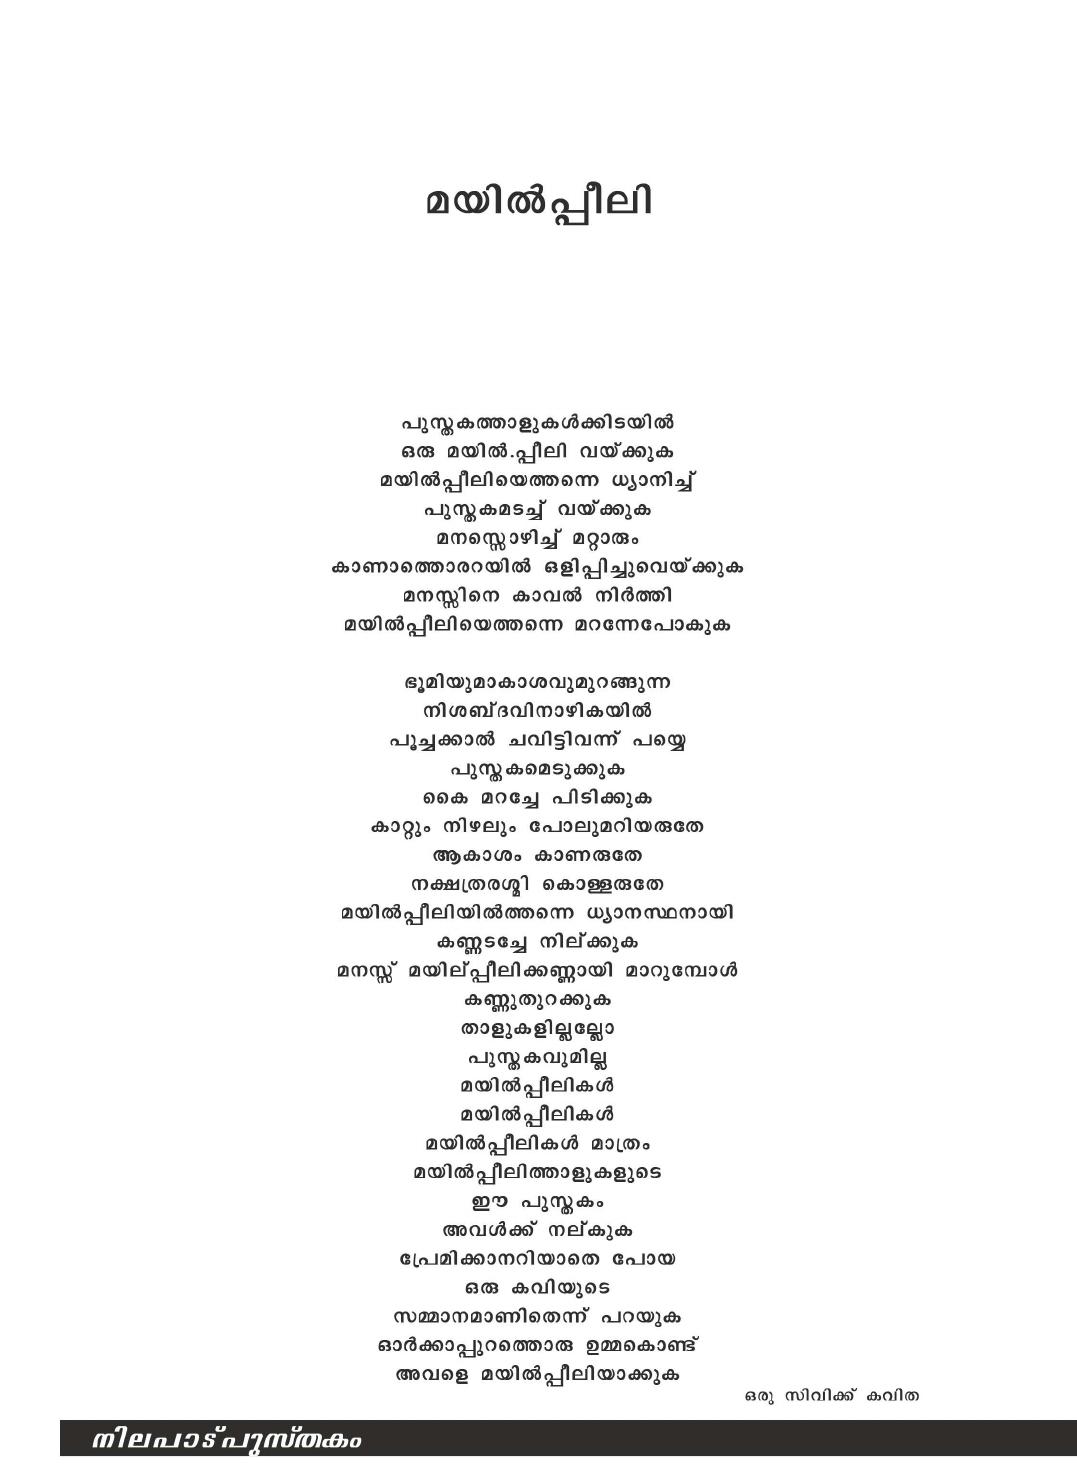 മയിൽപ്പീലി
പുസ്തകത്താളുകൾക്കിടയിൽ
ഒരു മയിൽ.പ്പീലി വയ്ക്കുക
മയിൽപ്പീലിയെത്തന്നെ ധ്യാനിച്ച്
പുസ്തകമടച്ച് വയ്ക്കുക
മനസ്സൊഴിച്ച് മറ്റാരും
കാണാത്തൊരറയിൽ ഒളിപ്പിച്ചുവെയ്ക്കുക
മനസ്സിനെ കാവൽ നിർത്തി
മയിൽപ്പീലിയെത്തന്നെ മറന്നേപോകുക
ഭൂമിയുമാകാശവുമുറങ്ങുന്ന
നിശബ്ദവിനാഴികയിൽ
പൂച്ചക്കാൽ ചവിട്ടിവന്ന് പയ്യെ
പുസ്തകമെടുക്കുക
കൈ മറച്ചേ പിടിക്കുക
കാറ്റും നിഴലും പോലുമറിയരുതേ
ആകാശം കാണരുതേ
നക്ഷത്രരശ്മി കൊള്ളരുതേ
മയിൽപ്പീലിയിൽത്തന്നെ ധ്യാനസ്ഥനായി
കണ്ണടച്ചേ നില്ക്കുക
മനസ്സ് മയില്പ്പീലിക്കണ്ണായി മാറുമ്പോൾ
കണ്ണുതുറക്കുക
താളുകളില്ലല്ലോ
പുസ്തകവുമില്ല
മയിൽപ്പീലികൾ
മയിൽപ്പീലികൾ
മയിൽപ്പീലികൾ മാത്രം
മയിൽപ്പീലിത്താളുകളുടെ
ഈ പുസ്തകം
അവൾക്ക് നല്കുക
പ്രേമിക്കാനറിയാതെ പോയ
ഒരു കവിയുടെ
സമ്മാനമാണിതെന്ന് പറയുക
ഓർക്കാപ്പുറത്തൊരു ഉമ്മകൊണ്ട്
അവളെ മയിൽപ്പീലിയാക്കുക
ഒരു സിവിക്ക് കവിത
നിലപാട്പുസ്തകം